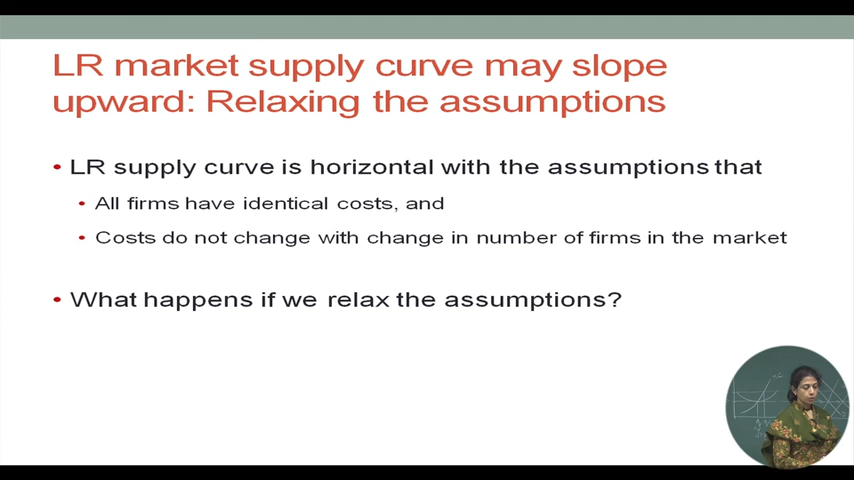 LR market supply curve may slope
upward: Relaxing the assumptions
• LR supply curve is horizontal with the assumptions that
• All firms have identical costs, and
• Costs do not change with change in number of firms in the market
• What happens if we relax the assumptions?